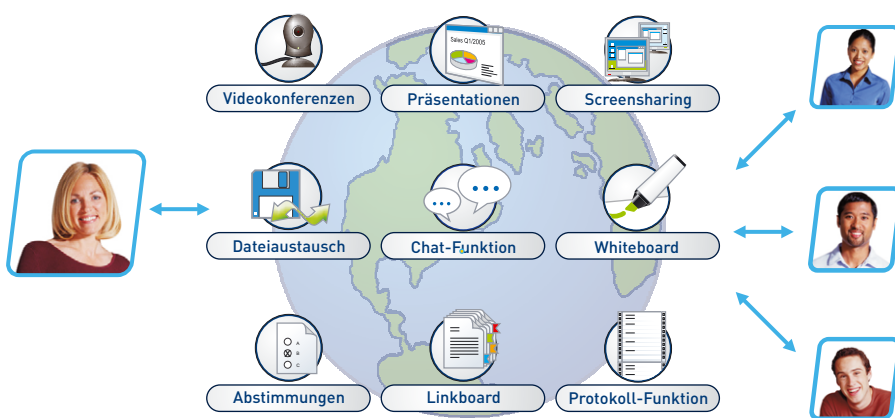 Sales Q1/2005
Videokonferenzen
Präsentationen
Screensharing
Dateiaustausch
Chat-Funktion
Whiteboard
A
B
C
Abstimmungen
Linkboard
Protokoll-Funktion